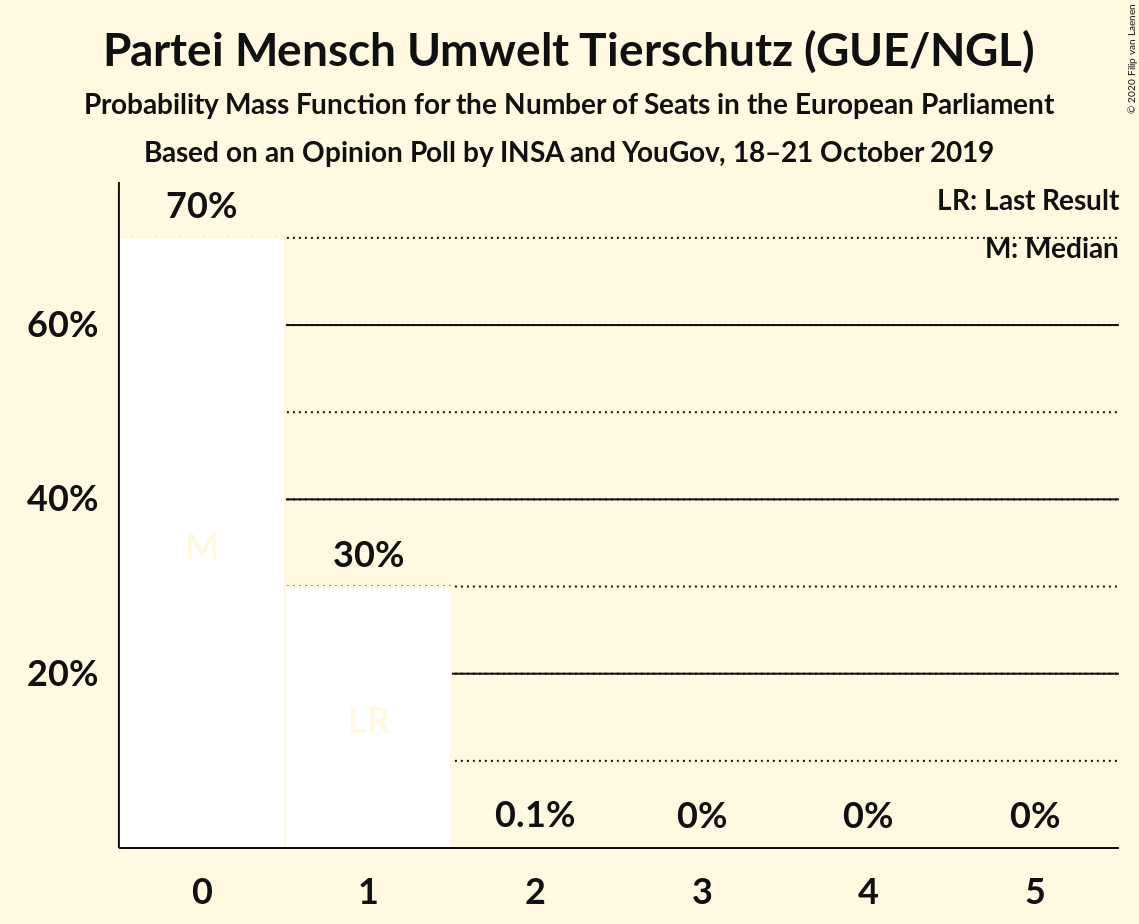 Partei Mensch Umwelt Tierschutz (GUE/NGL)
Probability Mass Function for the Number of Seats in the European Parliament
Based on an Opinion Poll by INSA and YouGov, 18–21 October 2019
© 2020 Filip van Laenen
LR: Last Result
M: Median
70%
60%
40%
30%
20%
M
LR
0.1%
0%
0%
0%
0
1
2
3
4
5